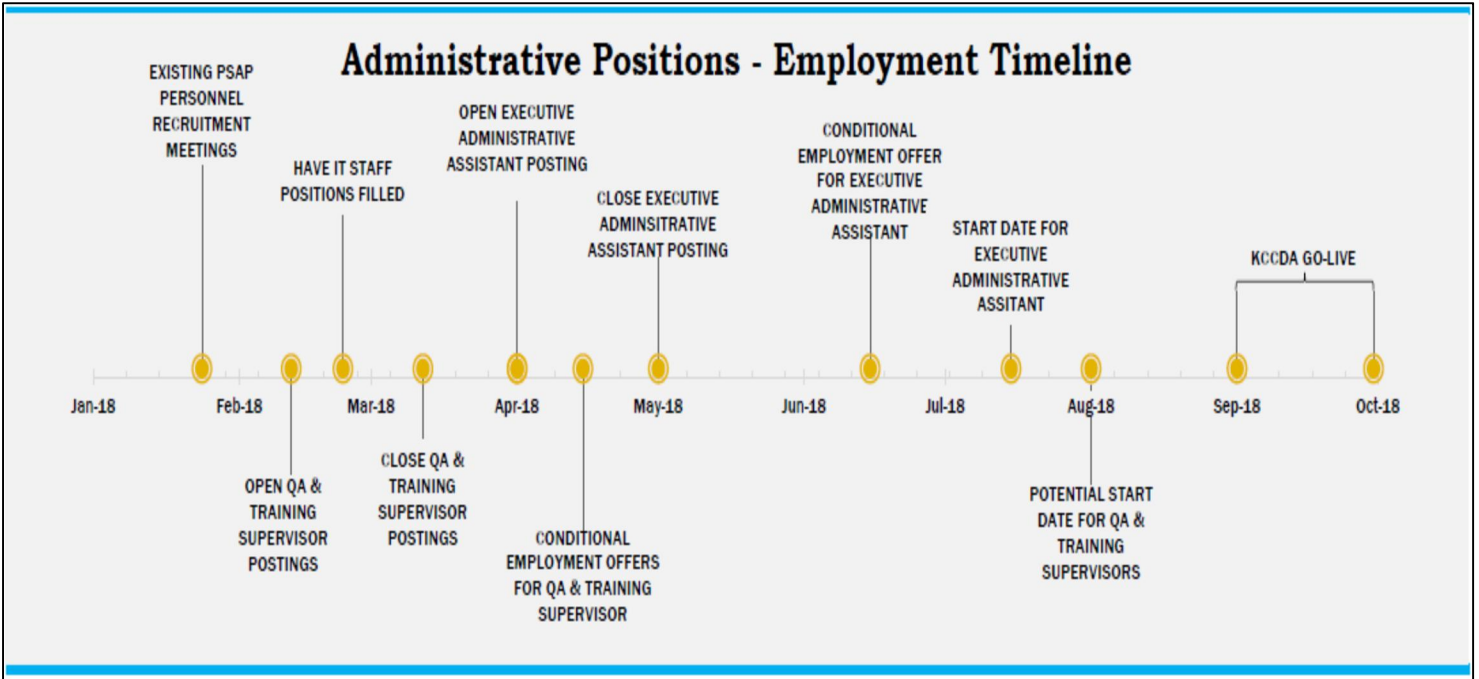 Administrative Positions - Employment Timeline
EXISTING PSAP
PERSONNEL
RECRUITMENT
MEETINGS
HAVE IT STAFF
POSITIONS FILLED
OPEN EXECUTIVE
ADMINISTRATIVE
ASSISTANT POSTING
CLOSE EXECUTIVE
ADMINSITRATIVE
ASSISTANT POSTING
CONDITIONAL
EMPLOYMENT OFFER
FOR EXECUTIVE
ADMINISTRATIVE
ASSISTANT
START DATE FOR
EXECUTIVE
ADMINISTRATIVE
ASSITANT
KCCDA GO-LIVE
Jan-18
Feb-18
Mar-18
Apr-18
May-18
Jun-18
Jul-18
Aug-18
Sep-18
Oct-18
OPEN QA &
TRAINING
SUPERVISOR
POSTINGS
CLOSE QA &
TRAINING
SUPERVISOR
POSTINGS
CONDITIONAL
EMPLOYMENT OFFERS
FOR QA & TRAINING
SUPERVISOR
POTENTIAL START
DATE FOR QA &
TRAINING
SUPERVISORS